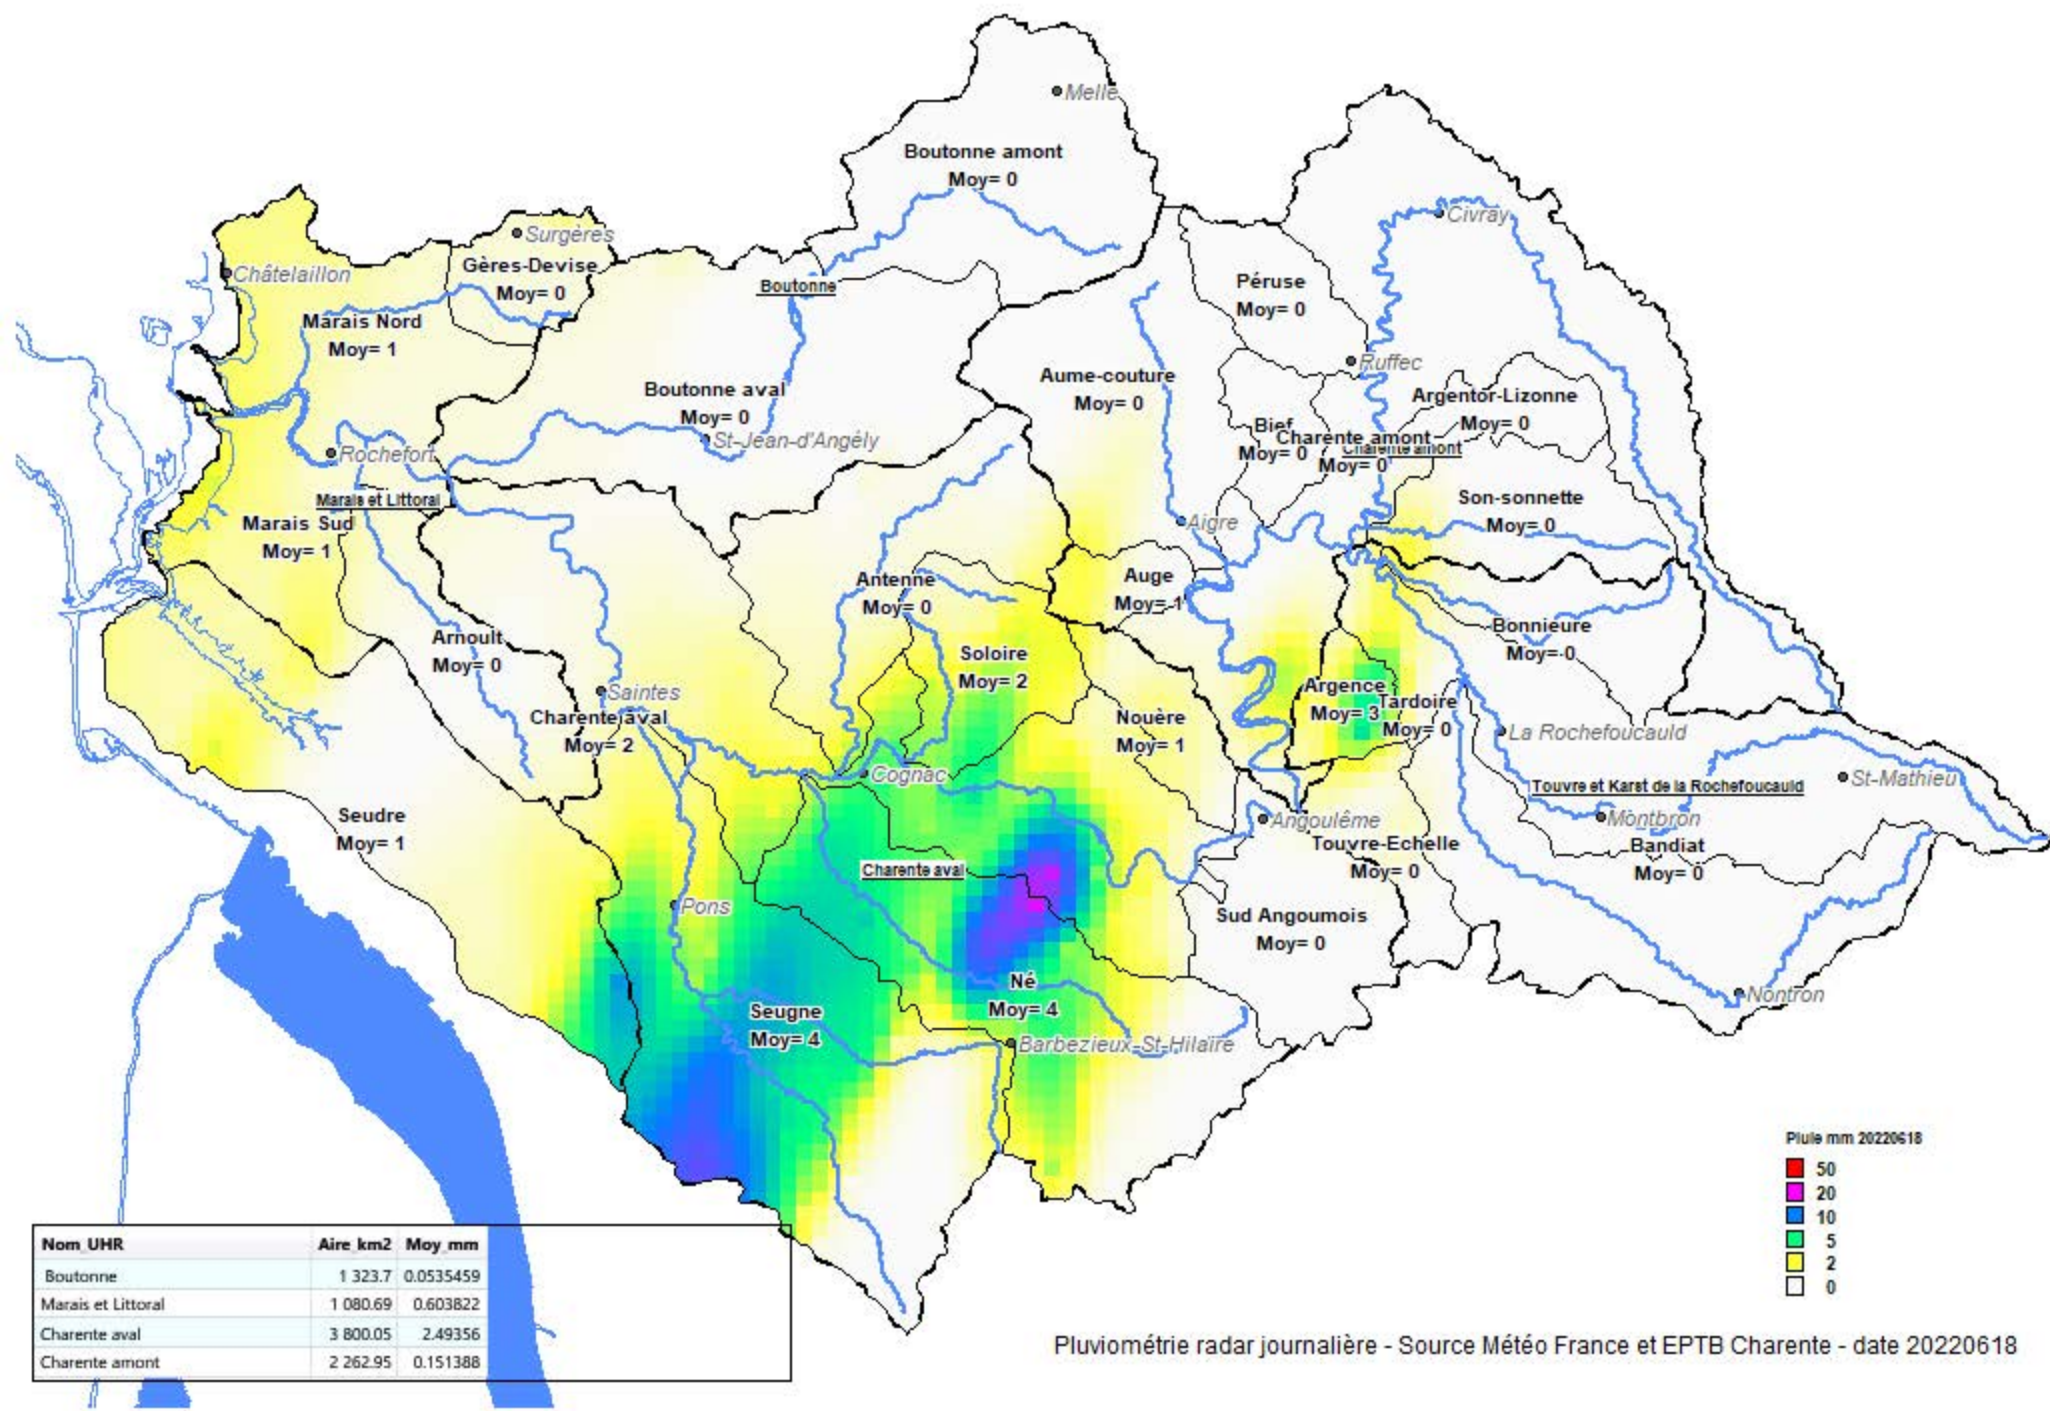 Melle
Boutonne amont
Moy= 0
Civray
Surgères
Gères-Devise
Moy= 0
Châtelaillon
Boutonne
Péruse
Moy= 0
Marais Nord
Moy= 1
Ruffec
Boutonne aval
Moy= 0
St-Jean-d'Angély
Aume-couture
Moy= 0
Argentor-Lizonne
Moy= 0
Bief
Moy= 0
Charente amont
Moy= 0
Charente amont
Rochefort
Marais et Littoral
Marais Sud
Moy= 1
Son-sonnette
Moy= 0
Aigre
Antenne
Moy= 0
Auge
Moy= 1
Arnoult
Moy= 0
Bonnieure
Moy= 0
Soloire
Moy= 2
Saintes
Argence
Moy= 3
Tardoire
Moy= 0
Charente aval
Moy= 2
Nouère
Moy= 1
La Rochefoucauld
Cognac
Touvre et Karst de la Rochefoucauld
St-Mathieu
Seudre
Moy= 1
Angoulême
Montbron
Touvre-Echelle
Moy= 0
Bandiat
Moy= 0
Charente aval
Pons
Sud Angoumois
Moy= 0
Né
Moy= 4
Nontron
Seugne
Moy= 4
Barbezieux-St-Hilaire
Pluie mm 20220618
50
20
10
5
2
0
Nom_UHR Aire_km2 Moy_mm
Boutonne 1 323.7 0.0535459
Marais et Littoral 1 080.69 0.603822
Charente aval 3 800.05 2.49356
Charente amont 2 262.95 0.151388
Pluviométrie radar journalière - Source Météo France et EPTB Charente - date 20220618